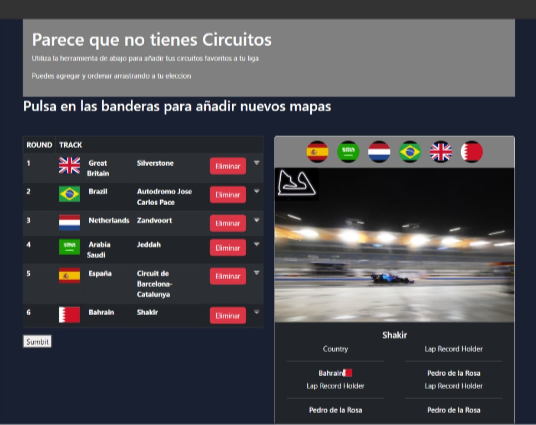 Parece que no tienes Circuitos
Utiliza la herramienta de abajo para añadir tus circuitos favoritos a tu liga
Puedes agregar y ordenar arrastrando a tu eleccion
Pulsa en las banderas para añadir nuevos mapas
ROUND TRACK
1 Great Britain Silverstone Eliminar
2 Brazil Autodromo Jose Carlos Pace Eliminar
3 Netherlands Zandvoort Eliminar
4 Arabia Saudi Jeddah Eliminar
5 España Circuit de Barcelona-Catalunya Eliminar
6 Bahrain Shakir Eliminar
Sumbit
Shakir
Country Lap Record Holder
Bahrain Pedro de la Rosa
Lap Record Holder Lap Record Holder
Pedro de la Rosa Pedro de la Rosa